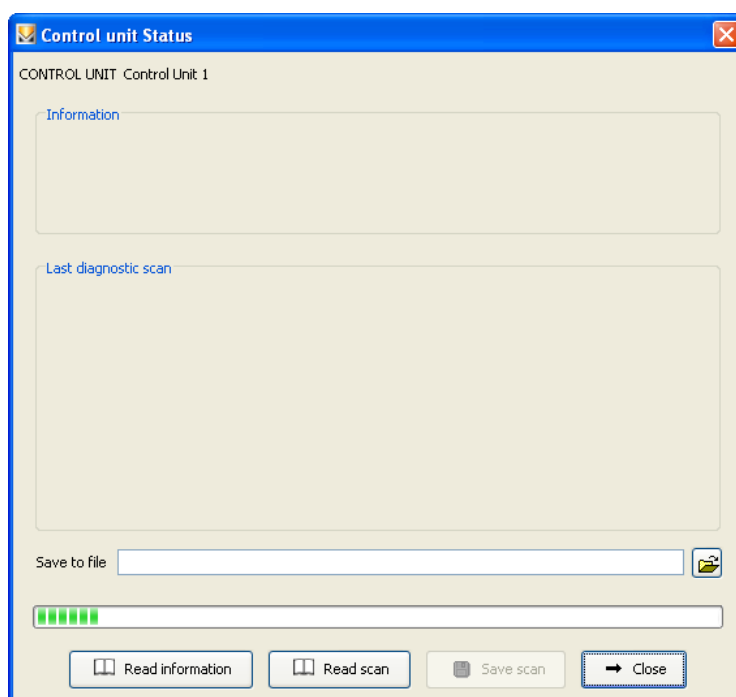 Control unit Status
CONTROL UNIT Control Unit 1
Information
Last diagnostic scan
Save to file
Read information
Read scan
Save scan
Close